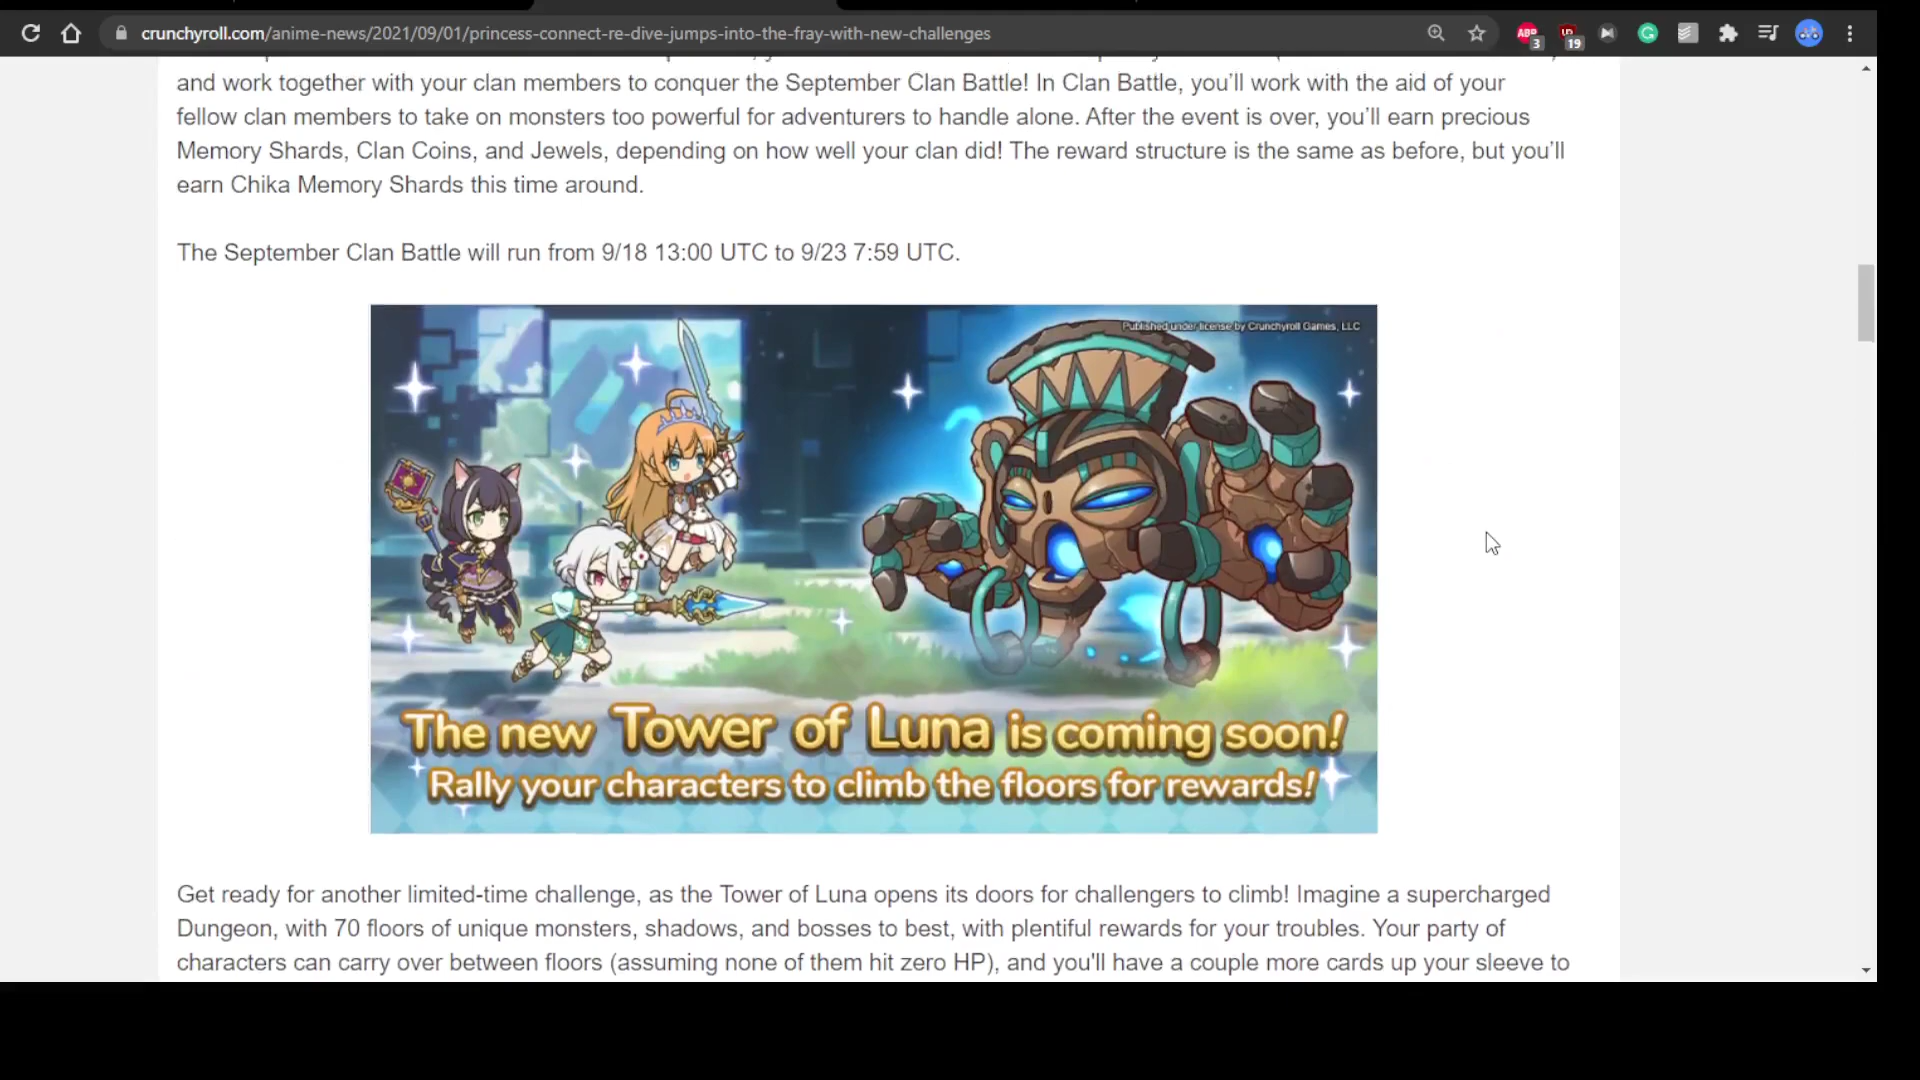 crunchyroll.com/anime-news/2021/09/01/princess-connect-re-dive-jumps-into-the-fray-with-new-challenges
ABP
3
19
and work together with your clan members to conquer the September Clan Battle! In Clan Battle, you’ll work with the aid of your
fellow clan members to take on monsters too powerful for adventurers to handle alone. After the event is over, you’ll earn precious
Memory Shards, Clan Coins, and Jewels, depending on how well your clan did! The reward structure is the same as before, but you’ll
earn Chika Memory Shards this time around.
The September Clan Battle will run from 9/18 13:00 UTC to 9/23 7:59 UTC.
Published under license by Crunchyroll Games, LLC
The new Tower of Luna is coming soon!
Rally your characters to climb the floors for rewards!
Get ready for another limited-time challenge, as the Tower of Luna opens its doors for challengers to climb! Imagine a supercharged
Dungeon, with 70 floors of unique monsters, shadows, and bosses to best, with plentiful rewards for your troubles. Your party of
characters can carry over between floors (assuming none of them hit zero HP), and you'll have a couple more cards up your sleeve to